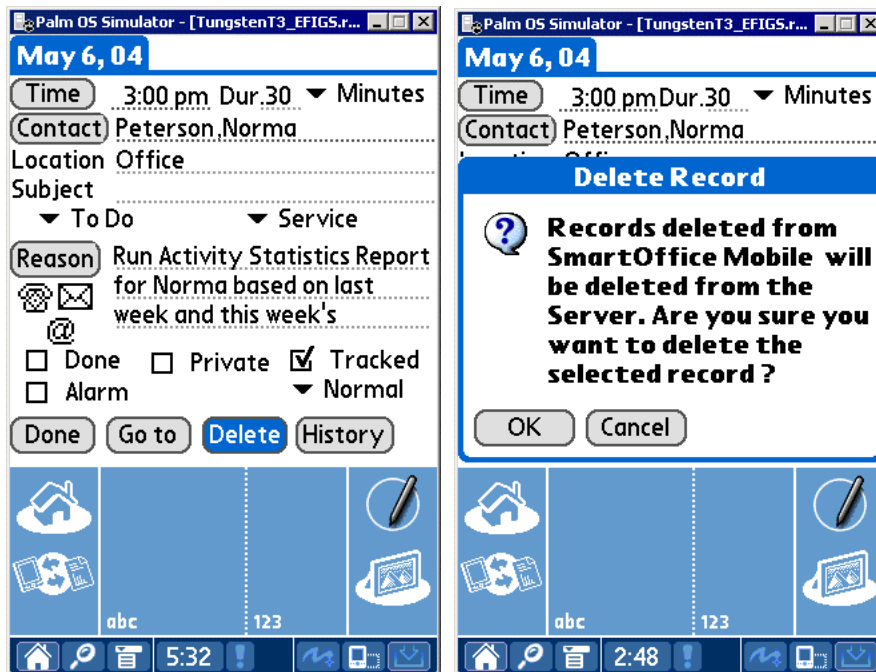 Palm OS Simulator - [TungstenT3_EFIGS.r...
May 6, 04
Time 3:00 pm Dur.30 Minutes
Contact Peterson,Norma
Location Office
Subject
To Do Service
Reason Run Activity Statistics Report
for Norma based on last
week and this week's
@
Done Private Tracked
Alarm Normal
Done Go to Delete History
abc 123
5:32
Palm OS Simulator - [TungstenT3_EFIGS.r...
May 6, 04
Time 3:00 pm Dur.30 Minutes
Contact Peterson,Norma
Delete Record
Records deleted from
SmartOffice Mobile will
be deleted from the
Server. Are you sure you
want to delete the
selected record ?
OK Cancel
abc 123
2:48